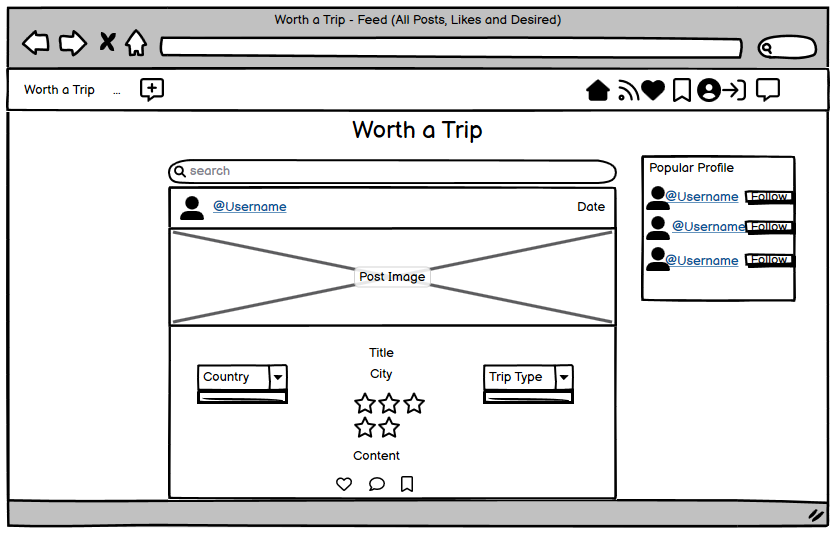 Worth a Trip - Feed (All Posts, Likes and Desired)
Worth a Trip ...
Worth a Trip
search
Popular Profile
@Username Follow
@Username Follow
@Username Follow
@Username Date
Post Image
Title
City
Country
Trip Type
Content